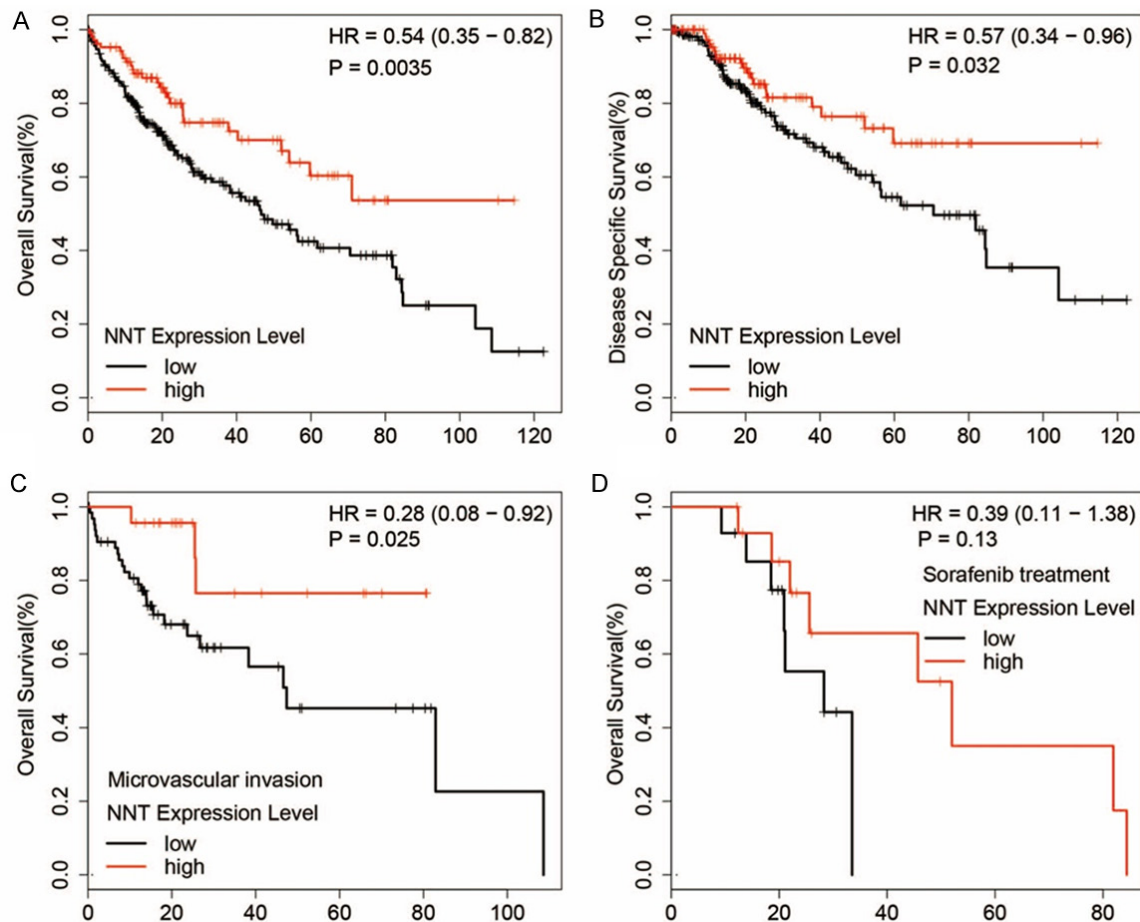 A
HR = 0.54 (0.35 − 0.82)
P = 0.0035
Overall Survival(%)
1.0
0.8
0.6
0.4
0.2
0.0
NNT Expression Level
low
high
0 20 40 60 80 100 120
B
HR = 0.57 (0.34 − 0.96)
P = 0.032
Disease Specific Survival(%)
1.0
0.8
0.6
0.4
0.2
0.0
NNT Expression Level
low
high
0 20 40 60 80 100 120
C
HR = 0.28 (0.08 − 0.92)
P = 0.025
Overall Survival(%)
1.0
0.8
0.6
0.4
0.2
0.0
Microvascular invasion
NNT Expression Level
low
high
0 20 40 60 80 100
D
HR = 0.39 (0.11 − 1.38)
P = 0.13
Sorafenib treatment
NNT Expression Level
low
high
Overall Survival(%)
1.0
0.8
0.6
0.4
0.2
0.0
0 20 40 60 80